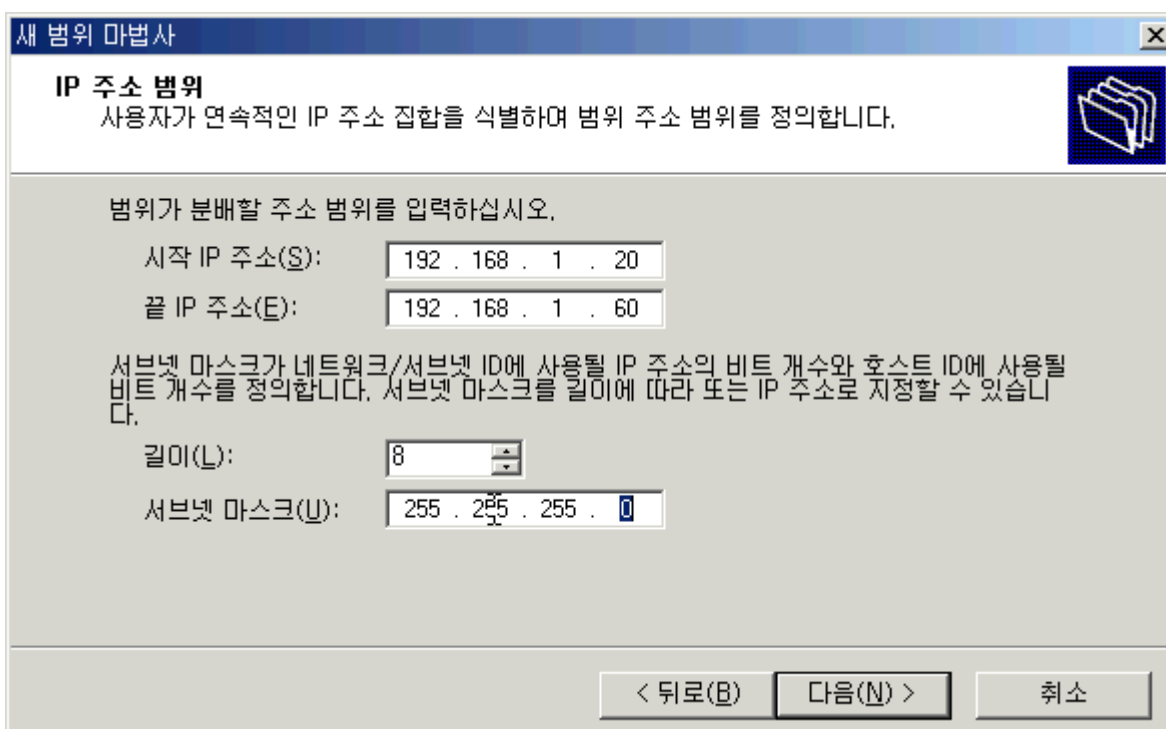 새 범위 마법사
IP 주소 범위
사용자가 연속적인 IP 주소 집합을 식별하여 범위 주소 범위를 정의합니다.
범위가 분배할 주소 범위를 입력하십시오.
시작 IP 주소(S): 192 . 168 . 1 . 20
끝 IP 주소(E): 192 . 168 . 1 . 60
서브넷 마스크가 네트워크/서브넷 ID에 사용될 IP 주소의 비트 개수와 호스트 ID에 사용될
비트 개수를 정의합니다. 서브넷 마스크를 길이에 따라 또는 IP 주소로 지정할 수 있습니
다.
길이(L): 8
서브넷 마스크(U): 255 . 255 . 255 . 0
< 뒤로(B) 다음(N) > 취소